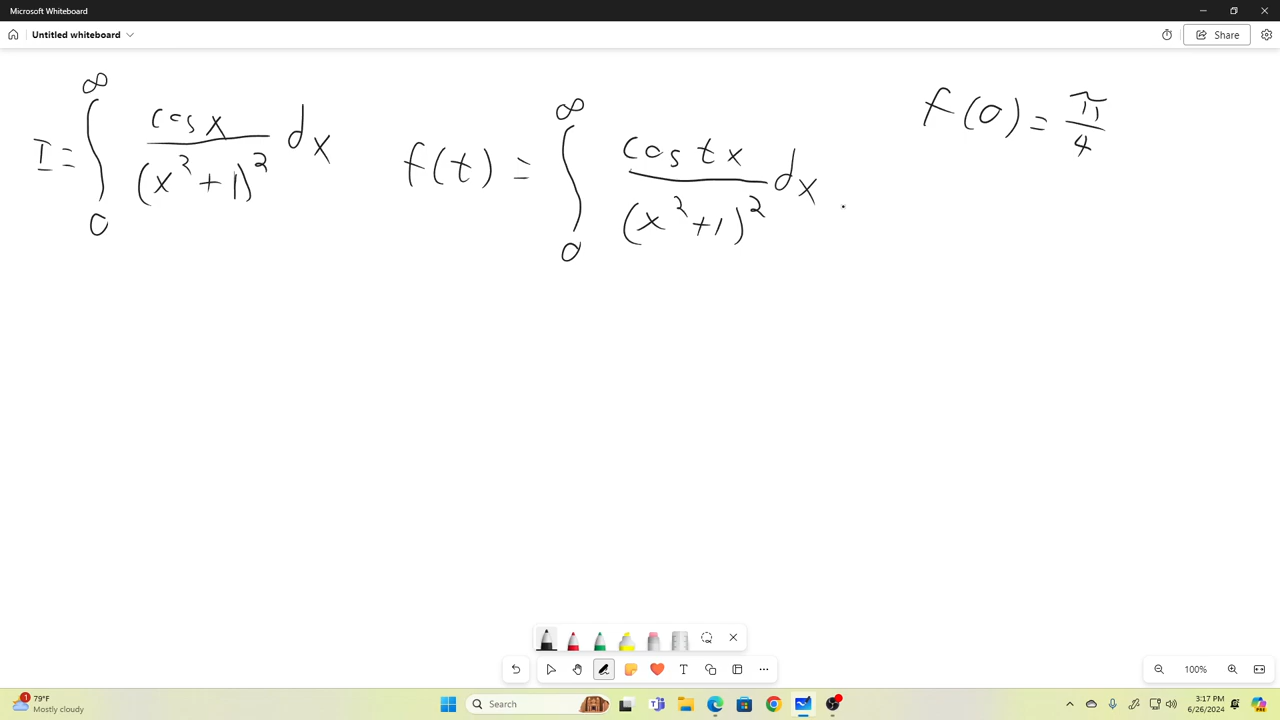 Microsoft Whiteboard
Untitled whiteboard
Share
I = ∫₀^∞ cos x / (x² + 1)² dx
f(t) = ∫₀^∞ cos tx / (x² + 1)² dx
f(0) = π/4
T
100%
1
79°F
Mostly cloudy
Search
3:17 PM
6/26/2024